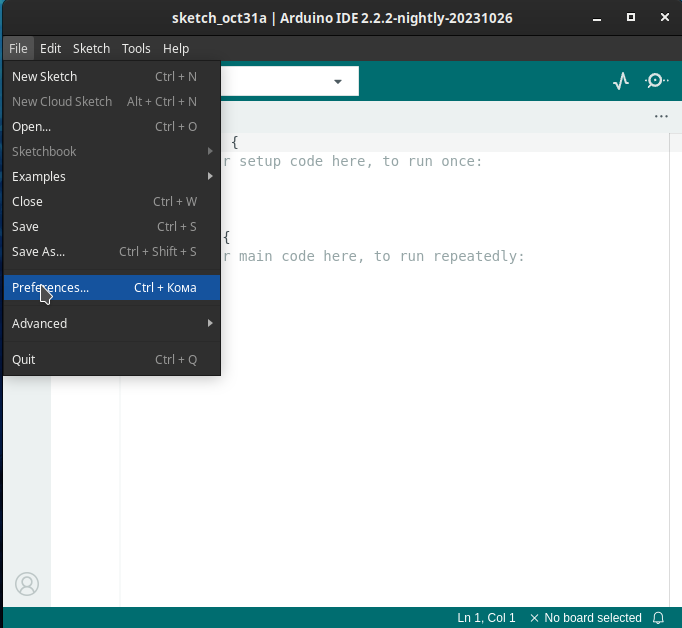 sketch_oct31a | Arduino IDE 2.2.2-nightly-20231026
File Edit Sketch Tools Help
New Sketch Ctrl + N
New Cloud Sketch Alt + Ctrl + N
Open... Ctrl + O
Sketchbook
Examples
Close Ctrl + W
Save Ctrl + S
Save As... Ctrl + Shift + S
Preferences... Ctrl + Кома
Advanced
Quit Ctrl + Q
...
{
r setup code here, to run once:
{
r main code here, to run repeatedly:
Ln 1, Col 1 × No board selected